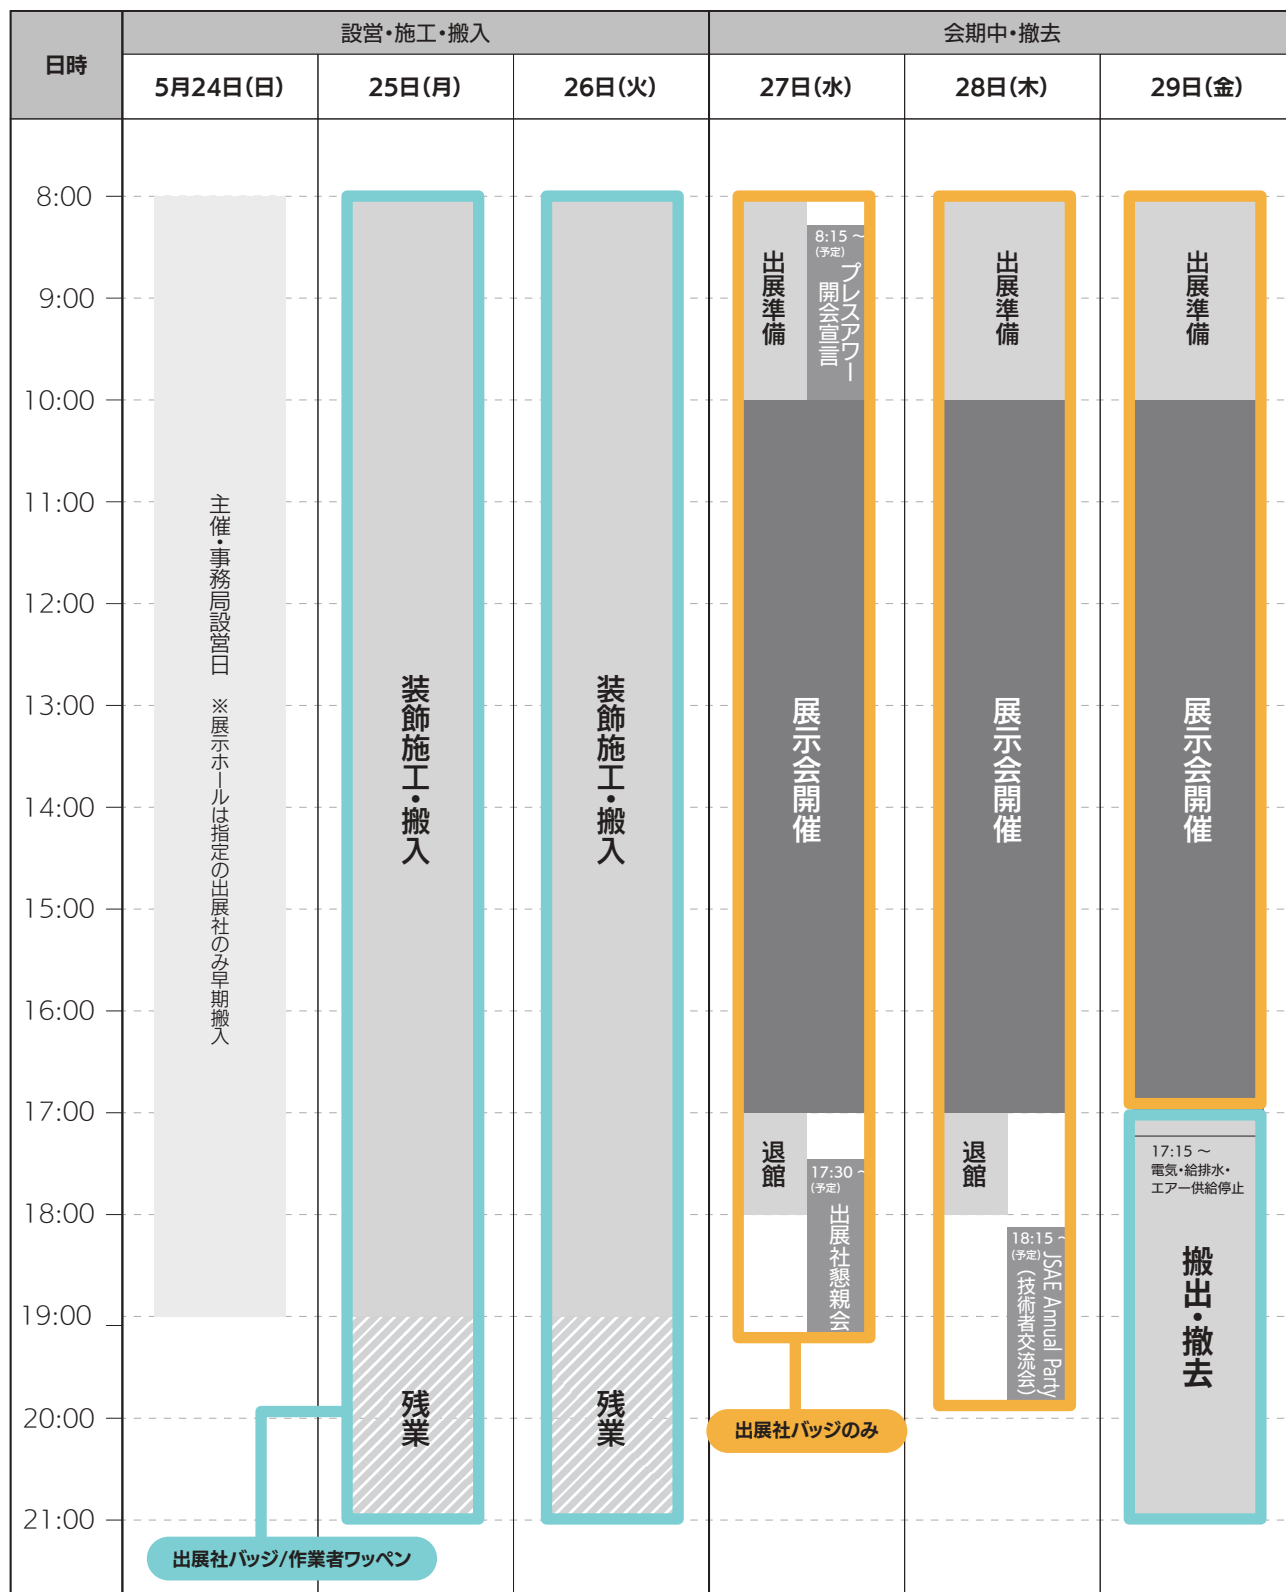 日時
設営・施工・搬入
会期中・撤去
5月24日(日)
25日(月)
26日(火)
27日(水)
28日(木)
29日(金)
8:00
9:00
10:00
11:00
12:00
13:00
14:00
15:00
16:00
17:00
18:00
19:00
20:00
21:00
主催・事務局設営日 ※展示ホールは指定の出展社のみ早期搬入
装飾施工・搬入
残業
装飾施工・搬入
残業
出展社バッジ/作業者ワッペン
出展準備
8:15 ~
(予定)
プレスアワー
開会宣言
展示会開催
退館
17:30 ~
(予定)
出展社懇親会
出展社バッジのみ
出展準備
展示会開催
退館
18:15 ~
(予定)
JSAE Annual Party
(技術者交流会)
出展準備
展示会開催
17:15 ~
電気・給排水・
エアー供給停止
搬出・撤去